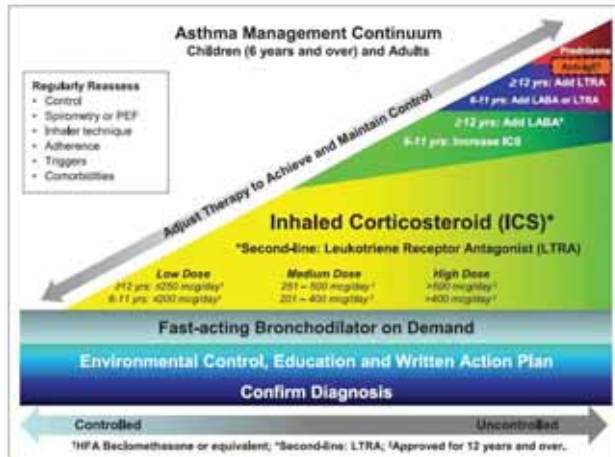 Asthma Management Continuum
Children (6 years and over) and Adults
Regularly Reassess
• Control
• Spirometry or PEF
• Inhaler technique
• Adherence
• Triggers
• Comorbidities
Adjust Therapy to Achieve and Maintain Control
Prednisone
Anti-IgE‡
≥12 yrs: Add LTRA
6-11 yrs: Add LABA or LTRA
≥12 yrs: Add LABA*
6-11 yrs: Increase ICS
Inhaled Corticosteroid (ICS)*
*Second-line: Leukotriene Receptor Antagonist (LTRA)
Low Dose Medium Dose High Dose
≥12 yrs: ≤250 mcg/day† 251 – 500 mcg/day† >500 mcg/day†
6-11 yrs: ≤200 mcg/day† 201 – 400 mcg/day† >400 mcg/day†
Fast-acting Bronchodilator on Demand
Environmental Control, Education and Written Action Plan
Confirm Diagnosis
Controlled Uncontrolled
†HFA Beclomethasone or equivalent; *Second-line: LTRA; ‡Approved for 12 years and over.